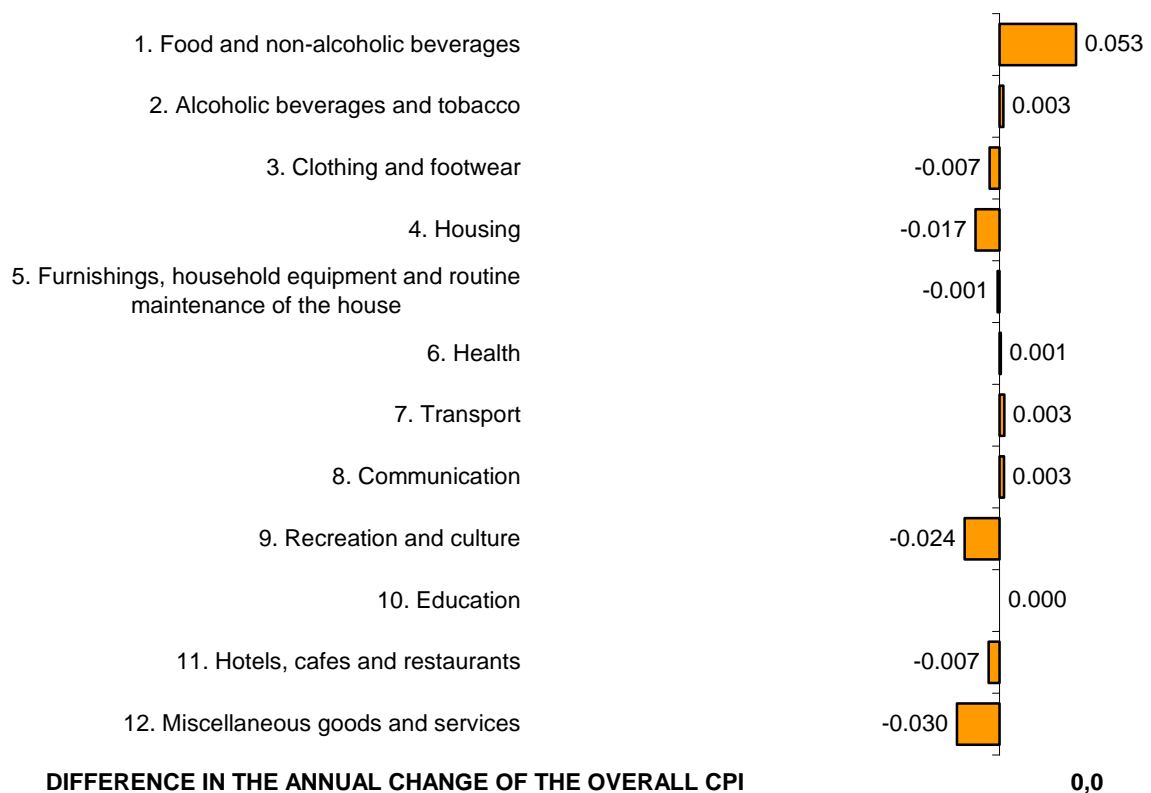 1. Food and non-alcoholic beverages 0.053
2. Alcoholic beverages and tobacco 0.003
3. Clothing and footwear -0.007
4. Housing -0.017
5. Furnishings, household equipment and routine
maintenance of the house -0.001
6. Health 0.001
7. Transport 0.003
8. Communication 0.003
9. Recreation and culture -0.024
10. Education 0.000
11. Hotels, cafes and restaurants -0.007
12. Miscellaneous goods and services -0.030
DIFFERENCE IN THE ANNUAL CHANGE OF THE OVERALL CPI 0,0